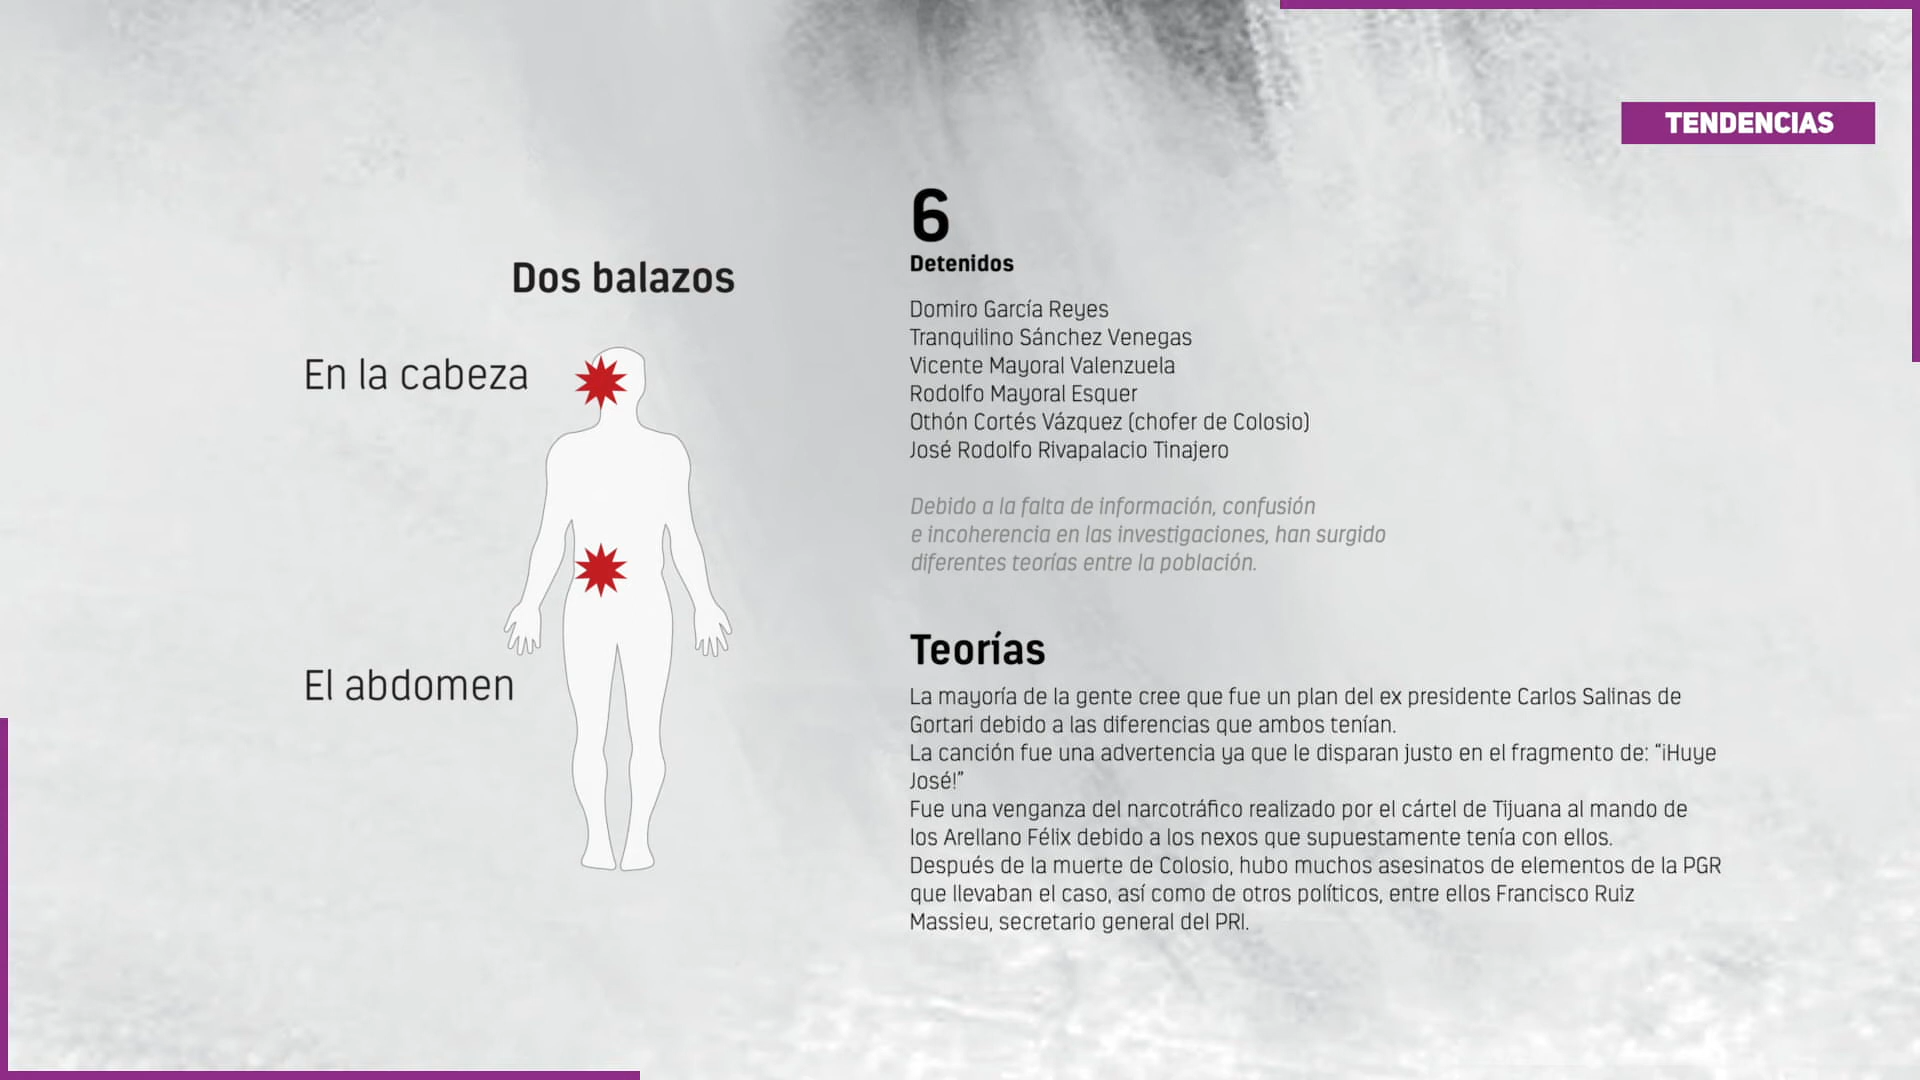 TENDENCIAS
Dos balazos
En la cabeza
El abdomen
6
Detenidos
Domiro García Reyes
Tranquilino Sánchez Venegas
Vicente Mayoral Valenzuela
Rodolfo Mayoral Esquer
Othón Cortés Vázquez (chofer de Colosio)
José Rodolfo Rivapalacio Tinajero
Debido a la falta de información, confusión
e incoherencia en las investigaciones, han surgido
diferentes teorías entre la población.
Teorías
La mayoría de la gente cree que fue un plan del ex presidente Carlos Salinas de
Gortari debido a las diferencias que ambos tenían.
La canción fue una advertencia ya que le disparan justo en el fragmento de: “¡Huye
José!”
Fue una venganza del narcotráfico realizado por el cártel de Tijuana al mando de
los Arellano Félix debido a los nexos que supuestamente tenía con ellos.
Después de la muerte de Colosio, hubo muchos asesinatos de elementos de la PGR
que llevaban el caso, así como de otros políticos, entre ellos Francisco Ruiz
Massieu, secretario general del PRI.